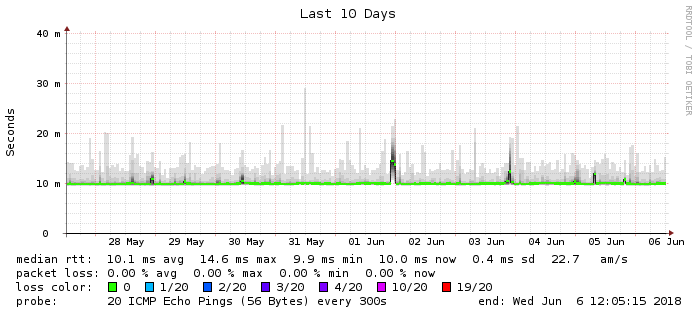 Last 10 Days
RRDTOOL / TOBI OETIKER
Seconds
40 m
30 m
20 m
10 m
0
28 May 29 May 30 May 31 May 01 Jun 02 Jun 03 Jun 04 Jun 05 Jun 06 Jun
median rtt: 10.1 ms avg 14.6 ms max 9.9 ms min 10.0 ms now 0.4 ms sd 22.7 am/s
packet loss: 0.00 % avg 0.00 % max 0.00 % min 0.00 % now
loss color: 0 1/20 2/20 3/20 4/20 10/20 19/20
probe: 20 ICMP Echo Pings (56 Bytes) every 300s end: Wed Jun 6 12:05:15 2018